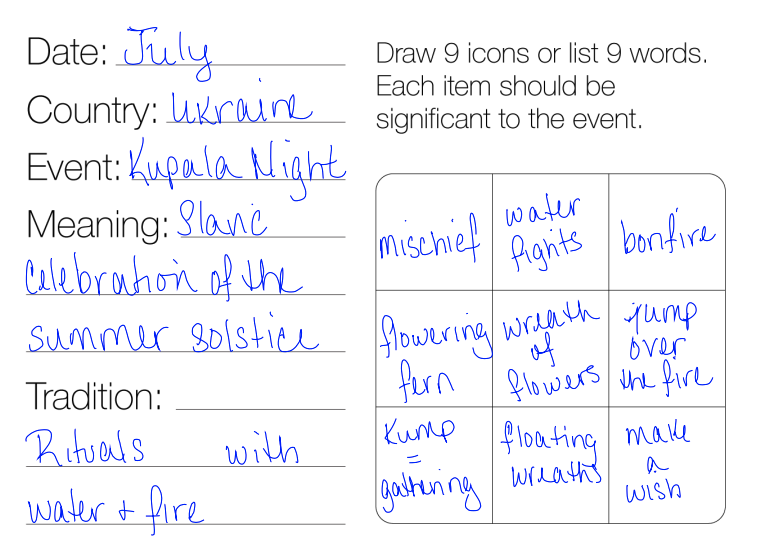 Date: July
Country: Ukraine
Event: Kupala Night
Meaning: Slavic
celebration of the
summer solstice
Tradition:
Rituals with
water + fire
Draw 9 icons or list 9 words.
Each item should be
significant to the event.
mischief
water
fights
bonfire
flowering
fern
wreath
of
flowers
jump
over
the fire
Kump
=
gathering
floating
wreaths
make
a
wish